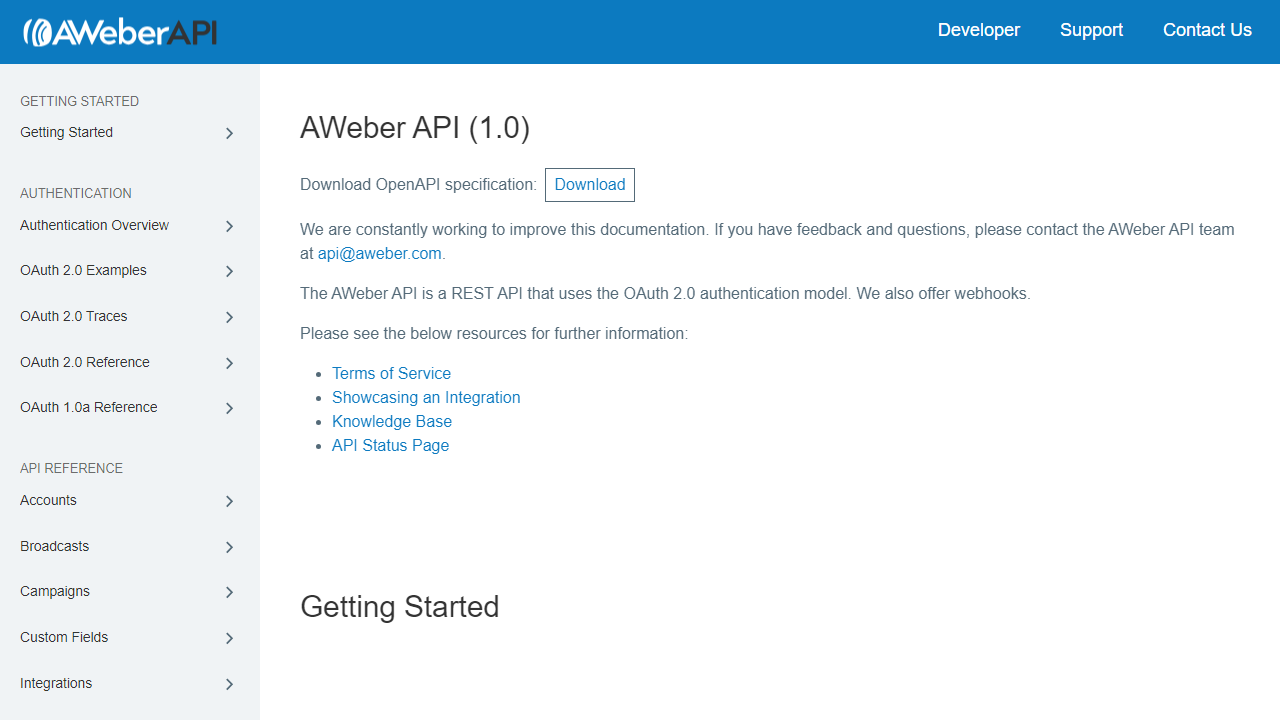 AWeberAPI
Developer
Support
Contact Us
GETTING STARTED
Getting Started
AUTHENTICATION
Authentication Overview
OAuth 2.0 Examples
OAuth 2.0 Traces
OAuth 2.0 Reference
OAuth 1.0a Reference
API REFERENCE
Accounts
Broadcasts
Campaigns
Custom Fields
Integrations
AWeber API (1.0)
Download OpenAPI specification: Download
We are constantly working to improve this documentation. If you have feedback and questions, please contact the AWeber API team
at api@aweber.com.
The AWeber API is a REST API that uses the OAuth 2.0 authentication model. We also offer webhooks.
Please see the below resources for further information:
Terms of Service
Showcasing an Integration
Knowledge Base
API Status Page
Getting Started